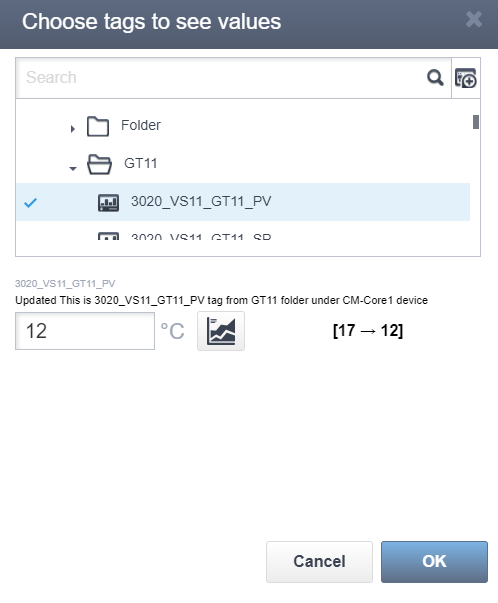 Choose tags to see values
Search
Folder
GT11
3020_VS11_GT11_PV
3020_VS11_GT11_SP
3020_VS11_GT11_PV
Updated This is 3020_VS11_GT11_PV tag from GT11 folder under CM-Core1 device
12 °C [17 → 12]
Cancel OK